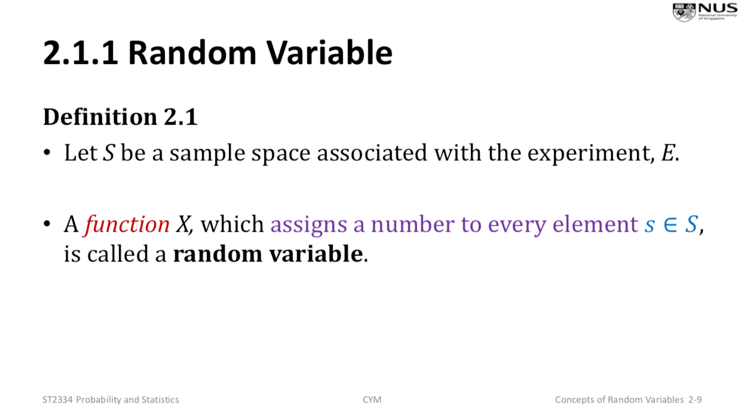 NUS
National University
of Singapore
2.1.1 Random Variable
Definition 2.1
• Let S be a sample space associated with the experiment, E.
• A function X, which assigns a number to every element s ∈ S,
is called a random variable.
ST2334 Probability and Statistics
CYM
Concepts of Random Variables 2-9